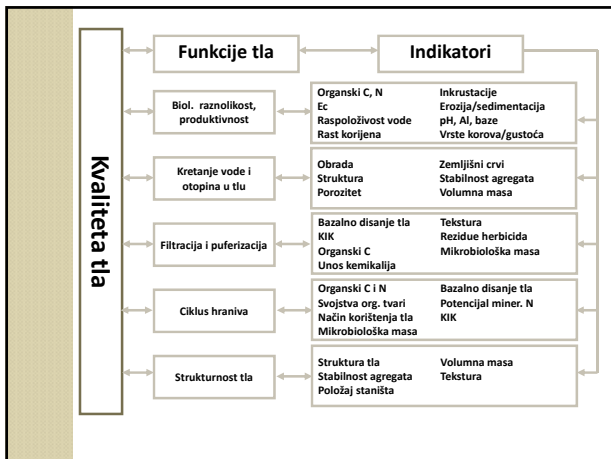 Kvaliteta tla
Funkcije tla
Indikatori
Biol. raznolikost,
produktivnost
Organski C, N
Ec
Raspoloživost vode
Rast korijena
Inkrustacije
Erozija/sedimentacija
pH, Al, baze
Vrste korova/gustoća
Kretanje vode i
otopina u tlu
Obrada
Struktura
Porozitet
Zemljišni crvi
Stabilnost agregata
Volumna masa
Filtracija i puferizacija
Bazalno disanje tla
KIK
Organski C
Unos kemikalija
Tekstura
Rezidue herbicida
Mikrobiološka masa
Ciklus hraniva
Organski C i N
Svojstva org. tvari
Način korištenja tla
Mikrobiološka masa
Bazalno disanje tla
Potencijal miner. N
KIK
Strukturnost tla
Struktura tla
Stabilnost agregata
Položaj staništa
Volumna masa
Tekstura